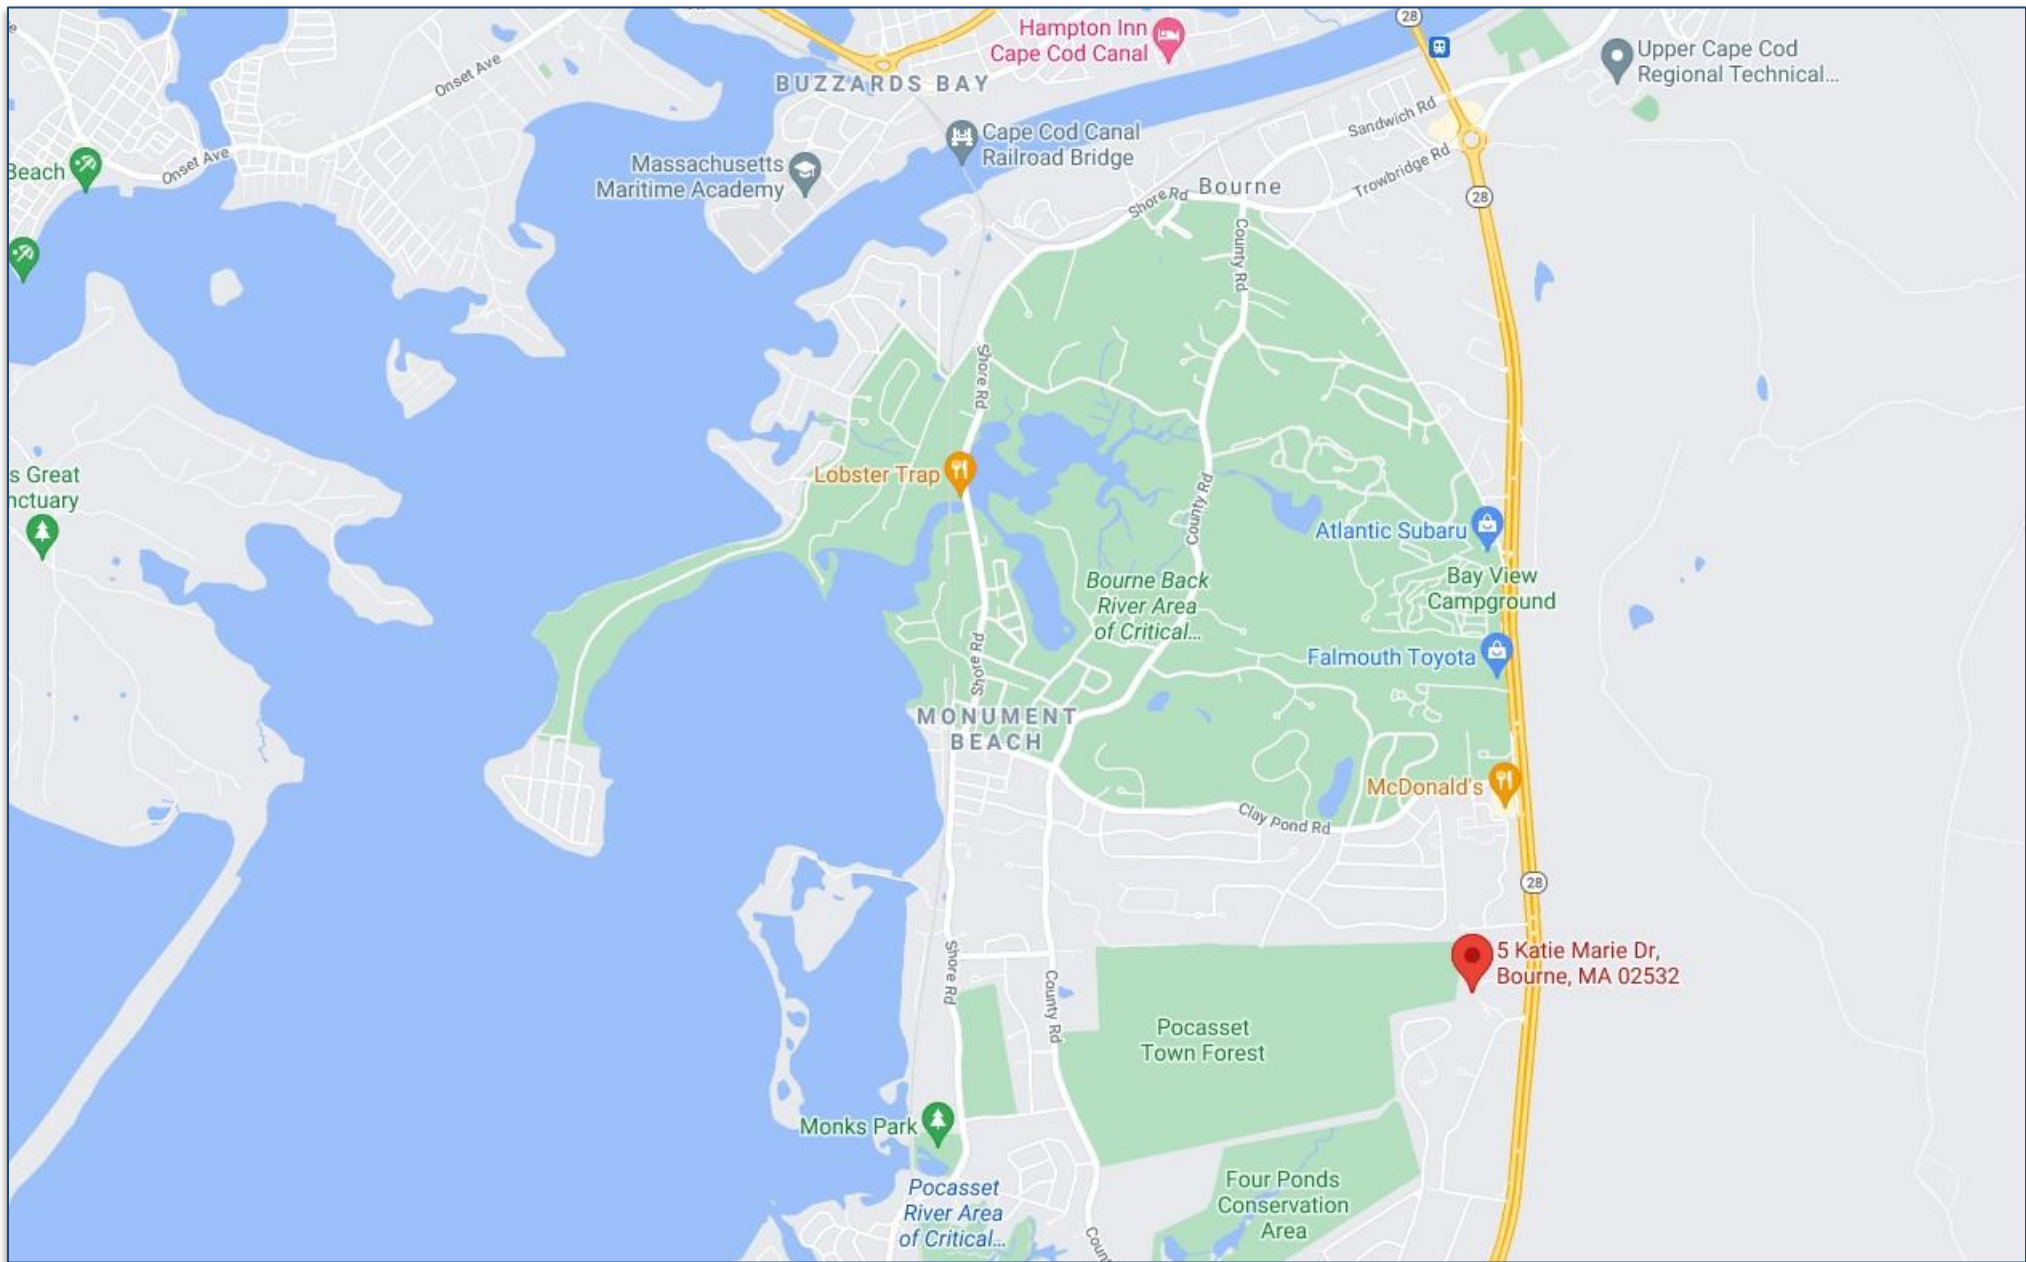 28
Hampton Inn
Cape Cod Canal
Upper Cape Cod
Regional Technical...
Onset Ave
BUZZARDS BAY
Sandwich Rd
Cape Cod Canal
Railroad Bridge
Massachusetts
Maritime Academy
Onset Ave
Beach
Trowbridge Rd
Shore Rd
Bourne
28
County Rd
Shore Rd
s Great
nctuary
Lobster Trap
County Rd
Atlantic Subaru
Bay View
Campground
Bourne Back
River Area
of Critical...
Falmouth Toyota
Shore Rd
MONUMENT
BEACH
McDonald's
Clay Pond Rd
28
5 Katie Marie Dr,
Bourne, MA 02532
Shore Rd
County Rd
Pocasset
Town Forest
Monks Park
Four Ponds
Conservation
Area
Pocasset
River Area
of Critical...
Coun